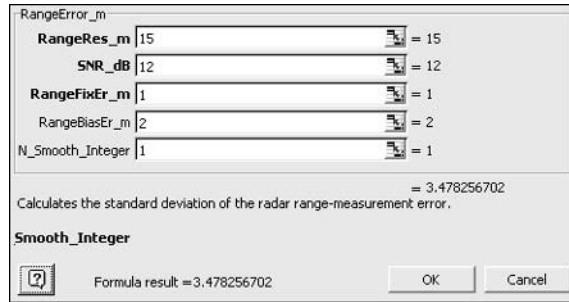 RangeError_m
RangeRes_m 15 = 15
SNR_dB 12 = 12
RangeFixEr_m 1 = 1
RangeBiasEr_m 2 = 2
N_Smooth_Integer 1 = 1
= 3.478256702
Calculates the standard deviation of the radar range-measurement error.
Smooth_Integer
? Formula result =3.478256702 OK Cancel